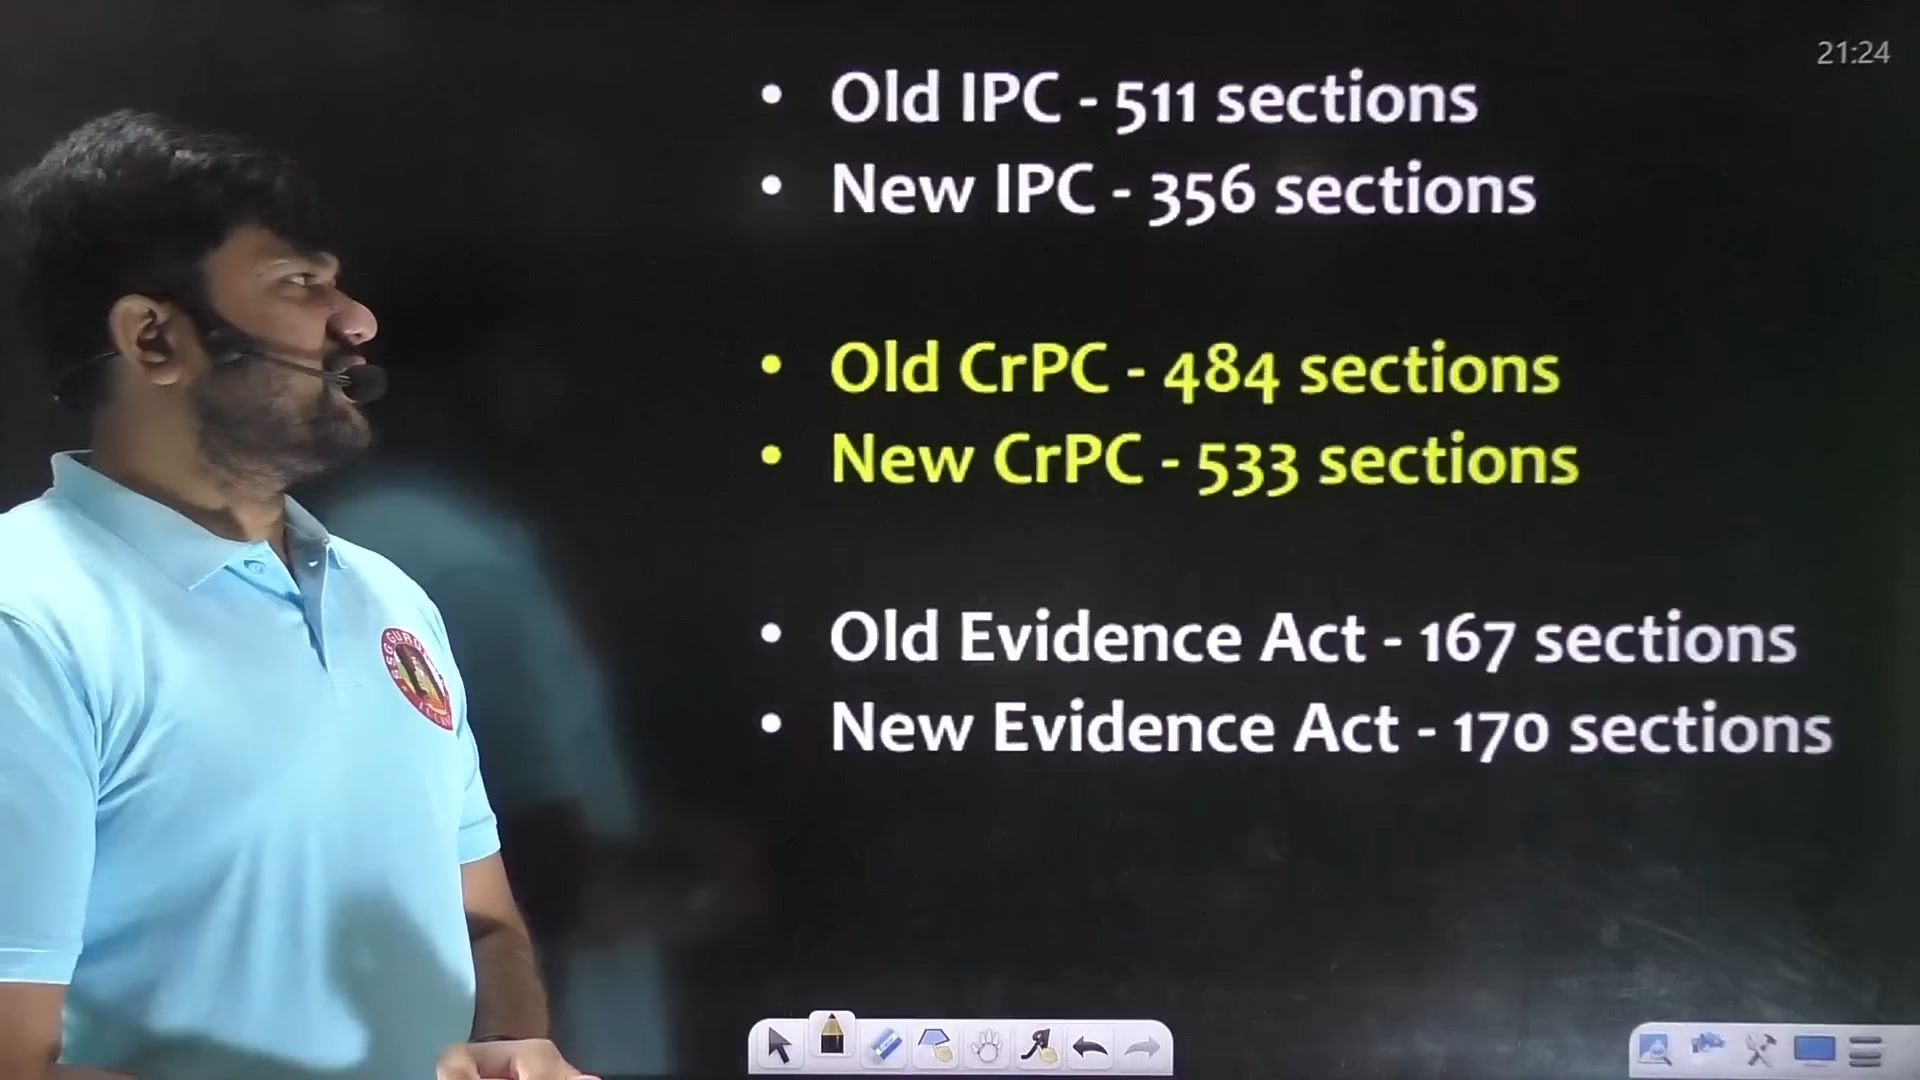 21:24
• Old IPC - 511 sections
• New IPC - 356 sections
• Old CrPC - 484 sections
• New CrPC - 533 sections
• Old Evidence Act - 167 sections
• New Evidence Act - 170 sections